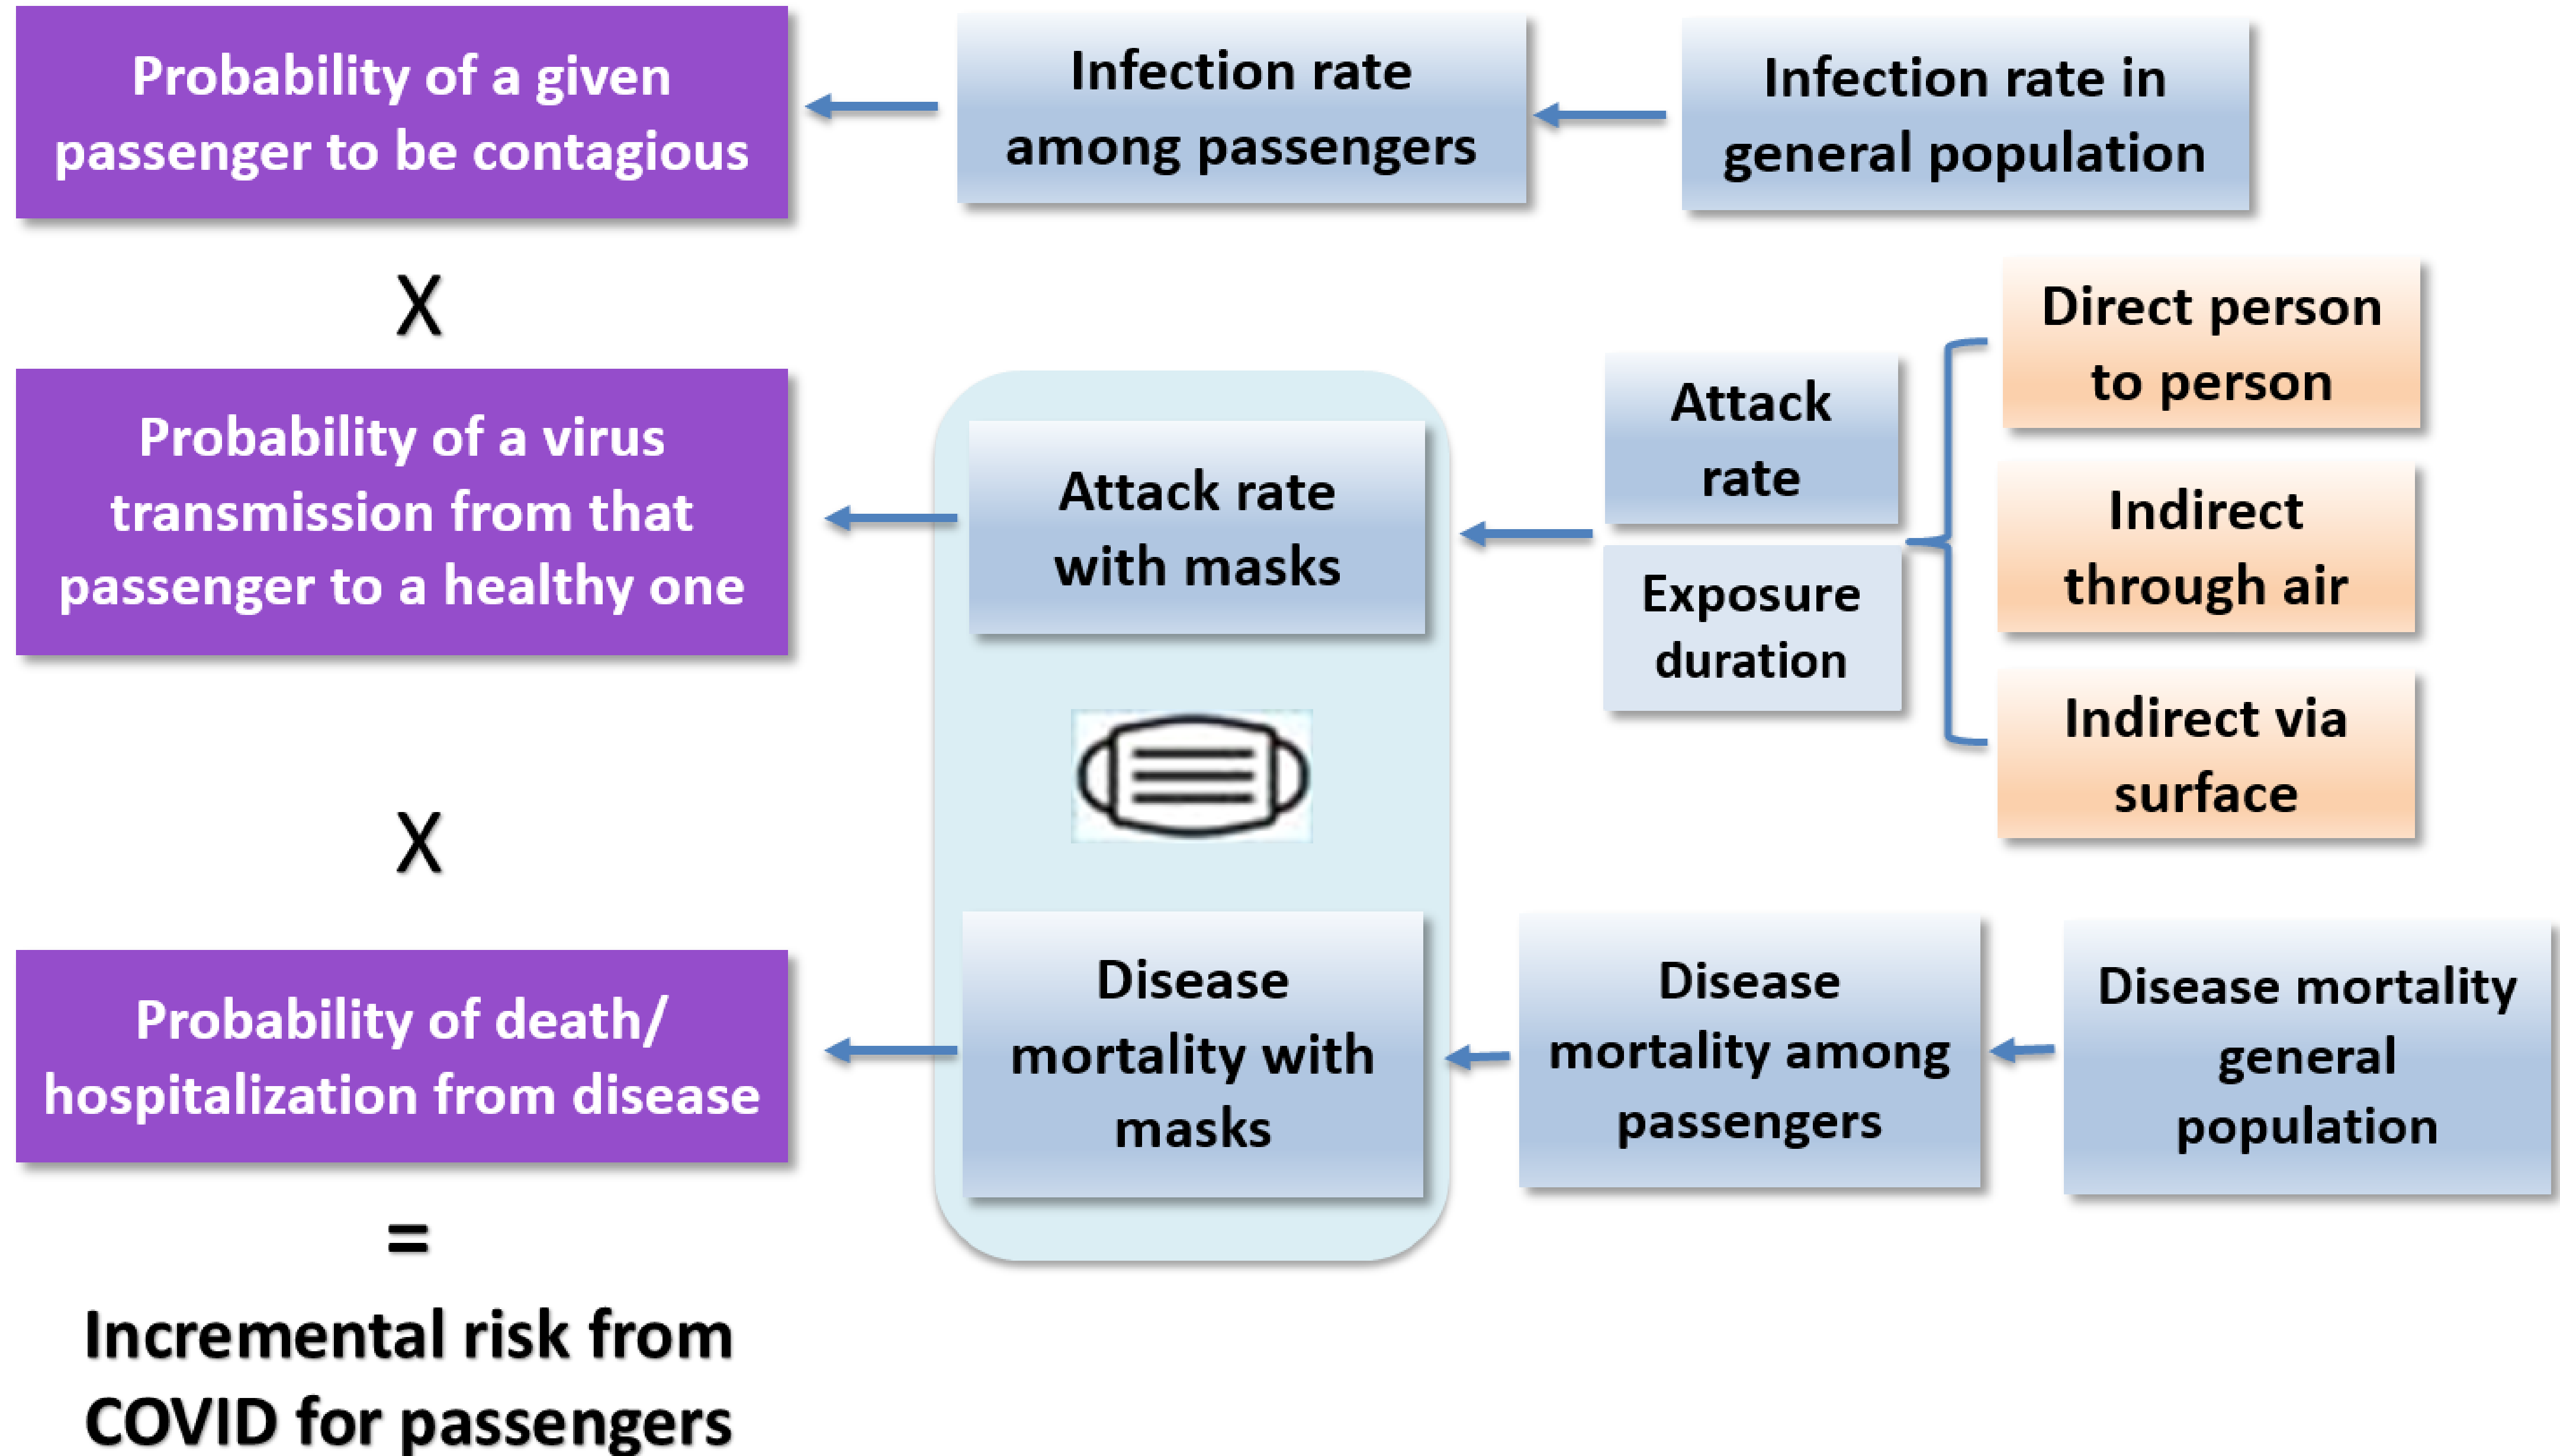 Probability of a given
passenger to be contagious
Infection rate
among passengers
Infection rate in
general population
X
Probability of a virus
transmission from that
passenger to a healthy one
Attack rate
with masks
Attack
rate
Exposure
duration
Direct person
to person
Indirect
through air
Indirect via
surface
X
Probability of death/
hospitalization from disease
Disease
mortality with
masks
Disease
mortality among
passengers
Disease mortality
general
population
=
Incremental risk from
COVID for passengers